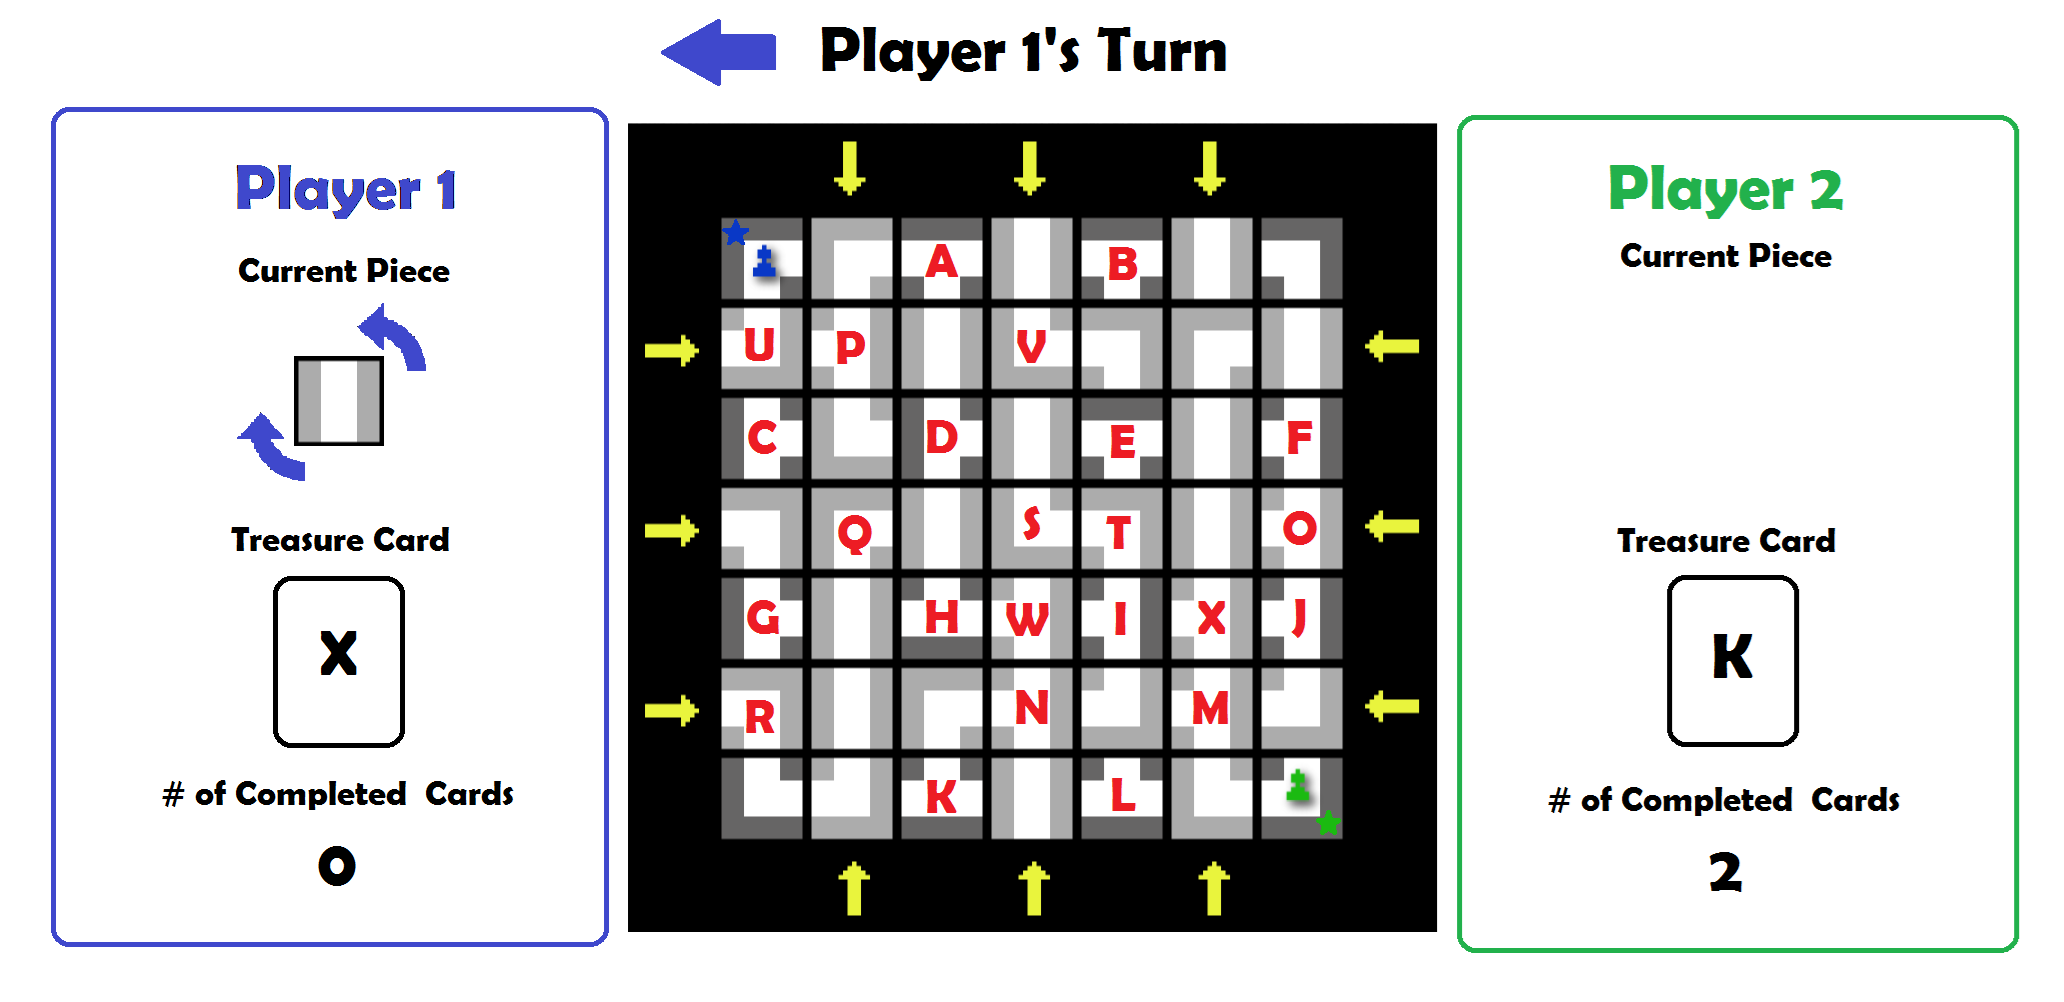 Player 1's Turn
Player 1
Current Piece
Treasure Card
X
# of Completed Cards
0
A B
U P V
C D E F
Q S T O
G H W I X J
R N M
K L
Player 2
Current Piece
Treasure Card
K
# of Completed Cards
2